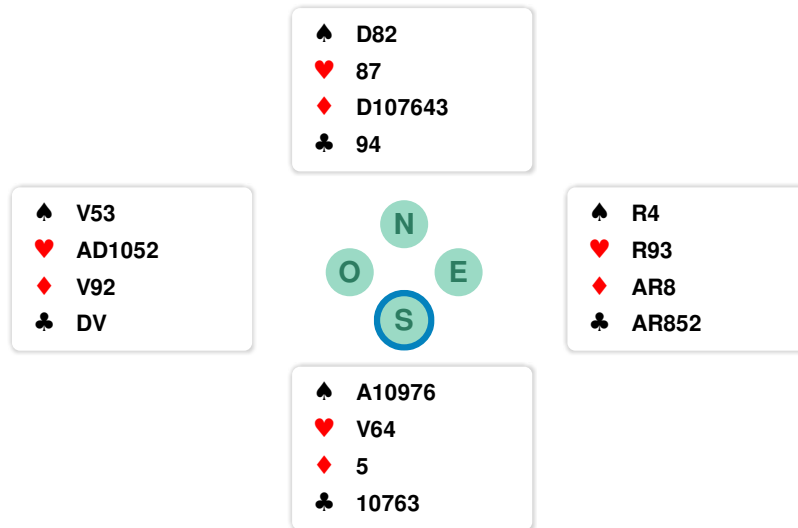 ♠ D82
♥ 87
♦ D107643
♣ 94
♠ V53
♥ AD1052
♦ V92
♣ DV
N
O E
S
♠ R4
♥ R93
♦ AR8
♣ AR852
♠ A10976
♥ V64
♦ 5
♣ 10763